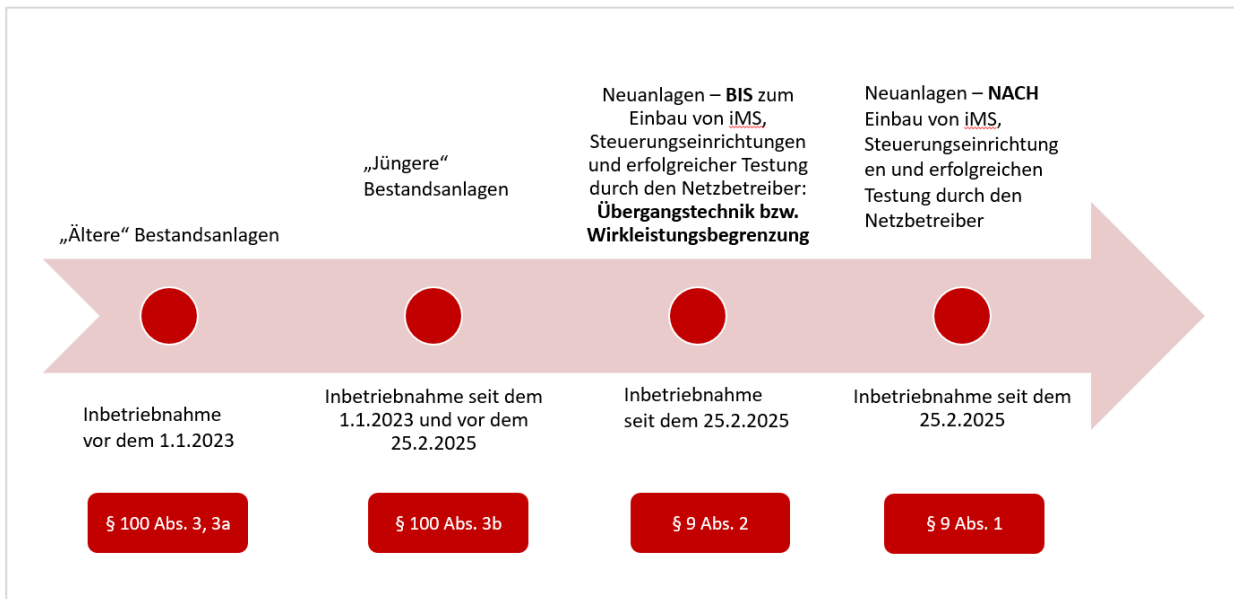 „Ältere“ Bestandsanlagen
„Jüngere“
Bestandsanlagen
Neuanlagen – BIS zum
Einbau von iMS,
Steuerungseinrichtungen
und erfolgreicher Testung
durch den Netzbetreiber:
Übergangstechnik bzw.
Wirkleistungsbegrenzung
Neuanlagen – NACH
Einbau von iMS,
Steuerungseinrichtung
en und erfolgreichen
Testung durch den
Netzbetreiber
Inbetriebnahme
vor dem 1.1.2023
Inbetriebnahme seit dem
1.1.2023 und vor dem
25.2.2025
Inbetriebnahme
seit dem 25.2.2025
Inbetriebnahme seit dem
25.2.2025
§ 100 Abs. 3, 3a
§ 100 Abs. 3b
§ 9 Abs. 2
§ 9 Abs. 1